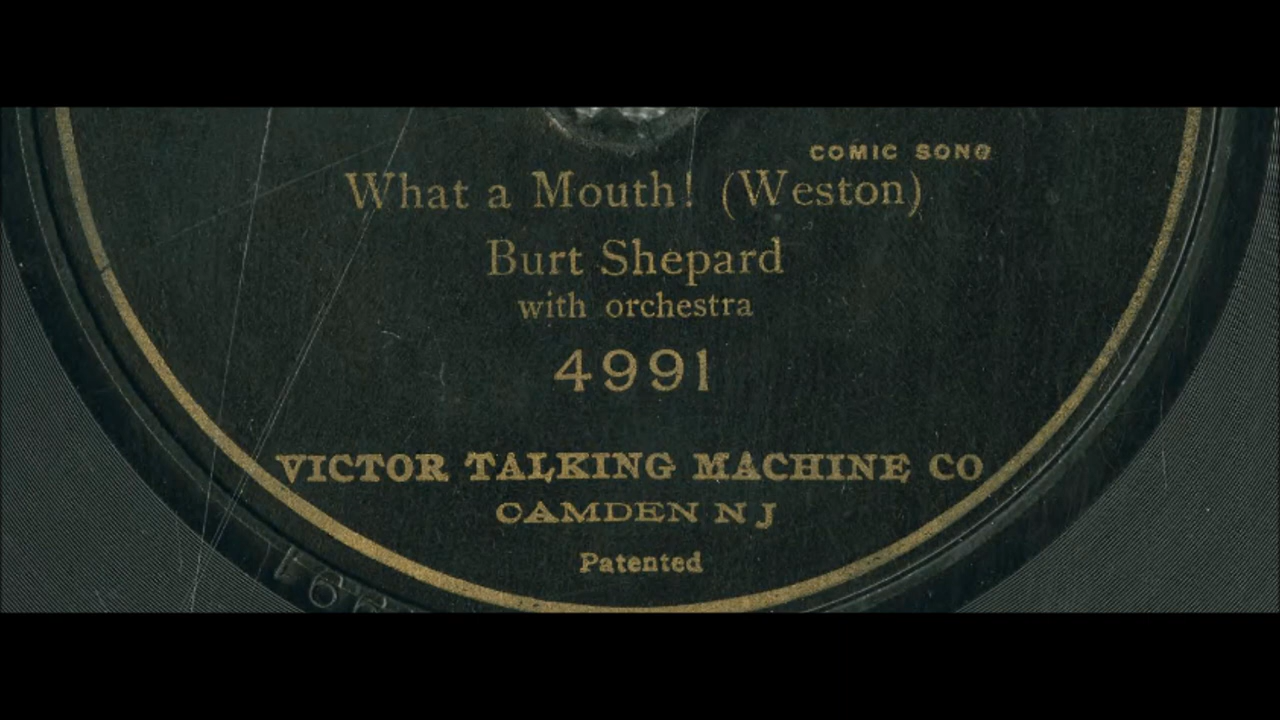 COMIC SONG
What a Mouth! (Weston)
Burt Shepard
with orchestra
4991
VICTOR TALKING MACHINE CO
CAMDEN N J
Patented